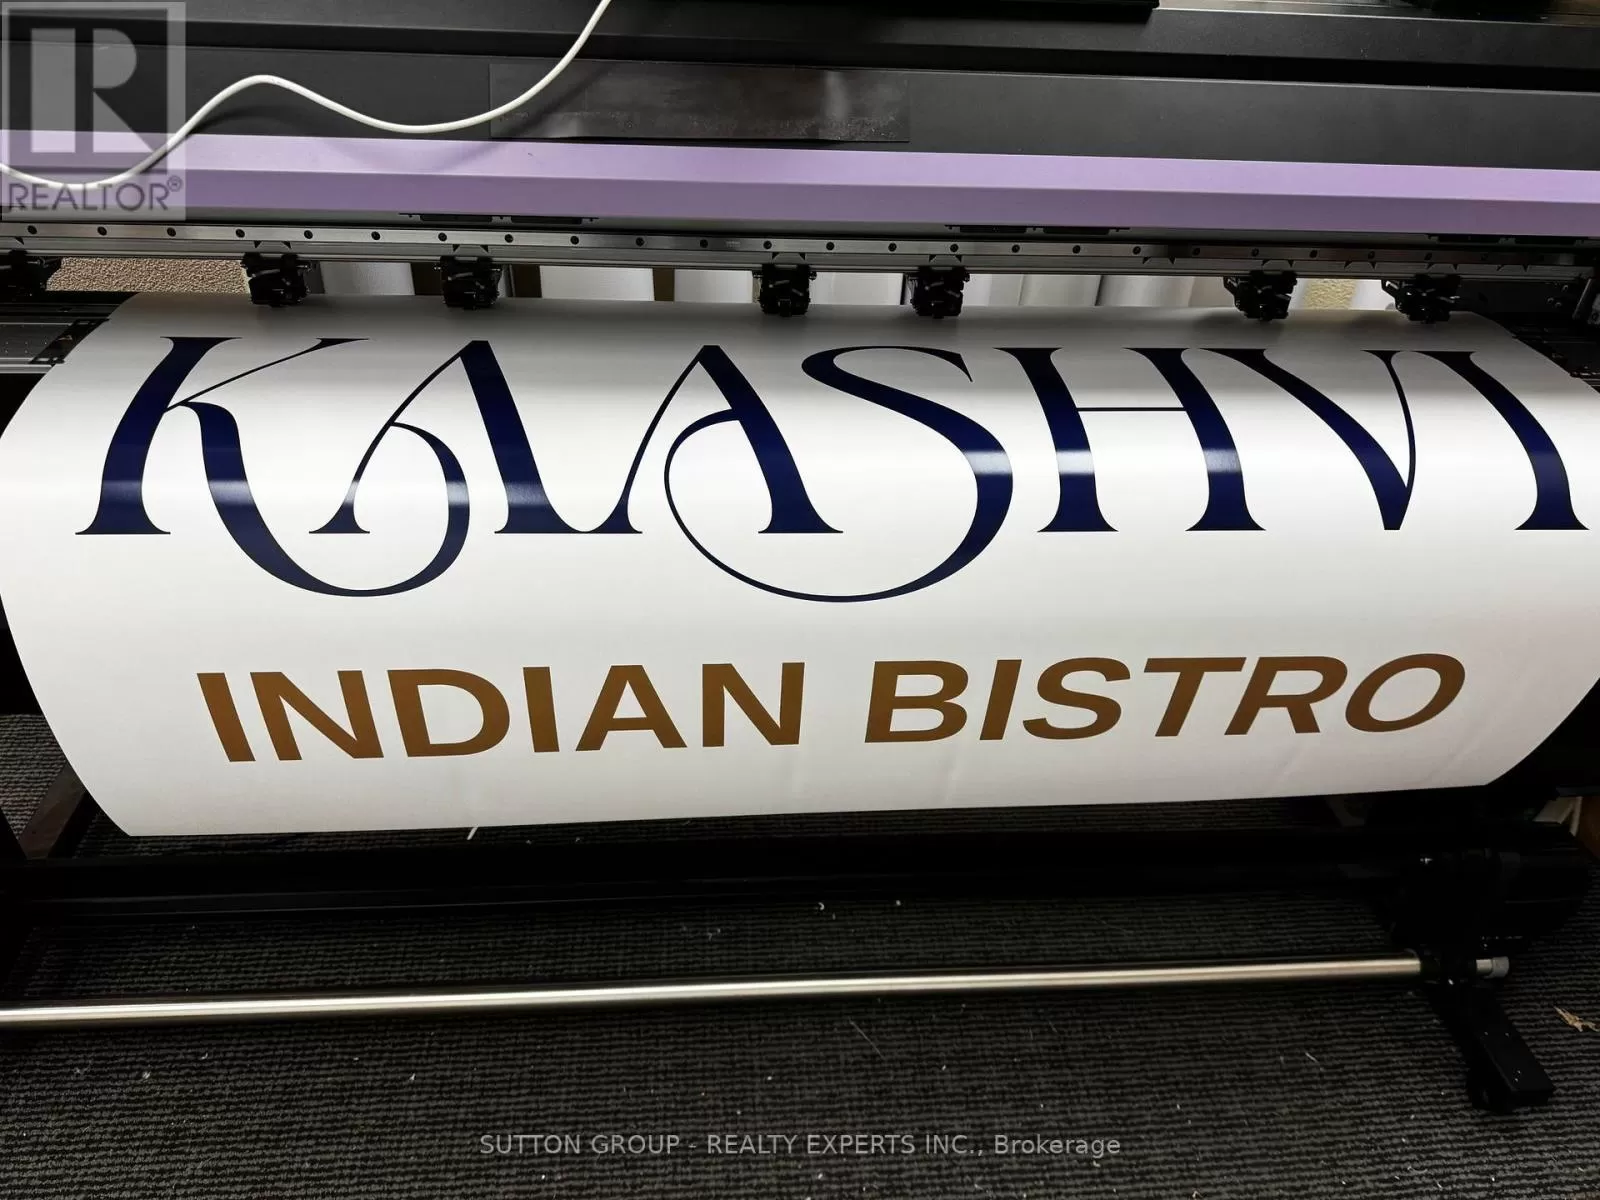 R
REALTOR®
KAASHVI
INDIAN BISTRO
SUTTON GROUP - REALTY EXPERTS INC., Brokerage